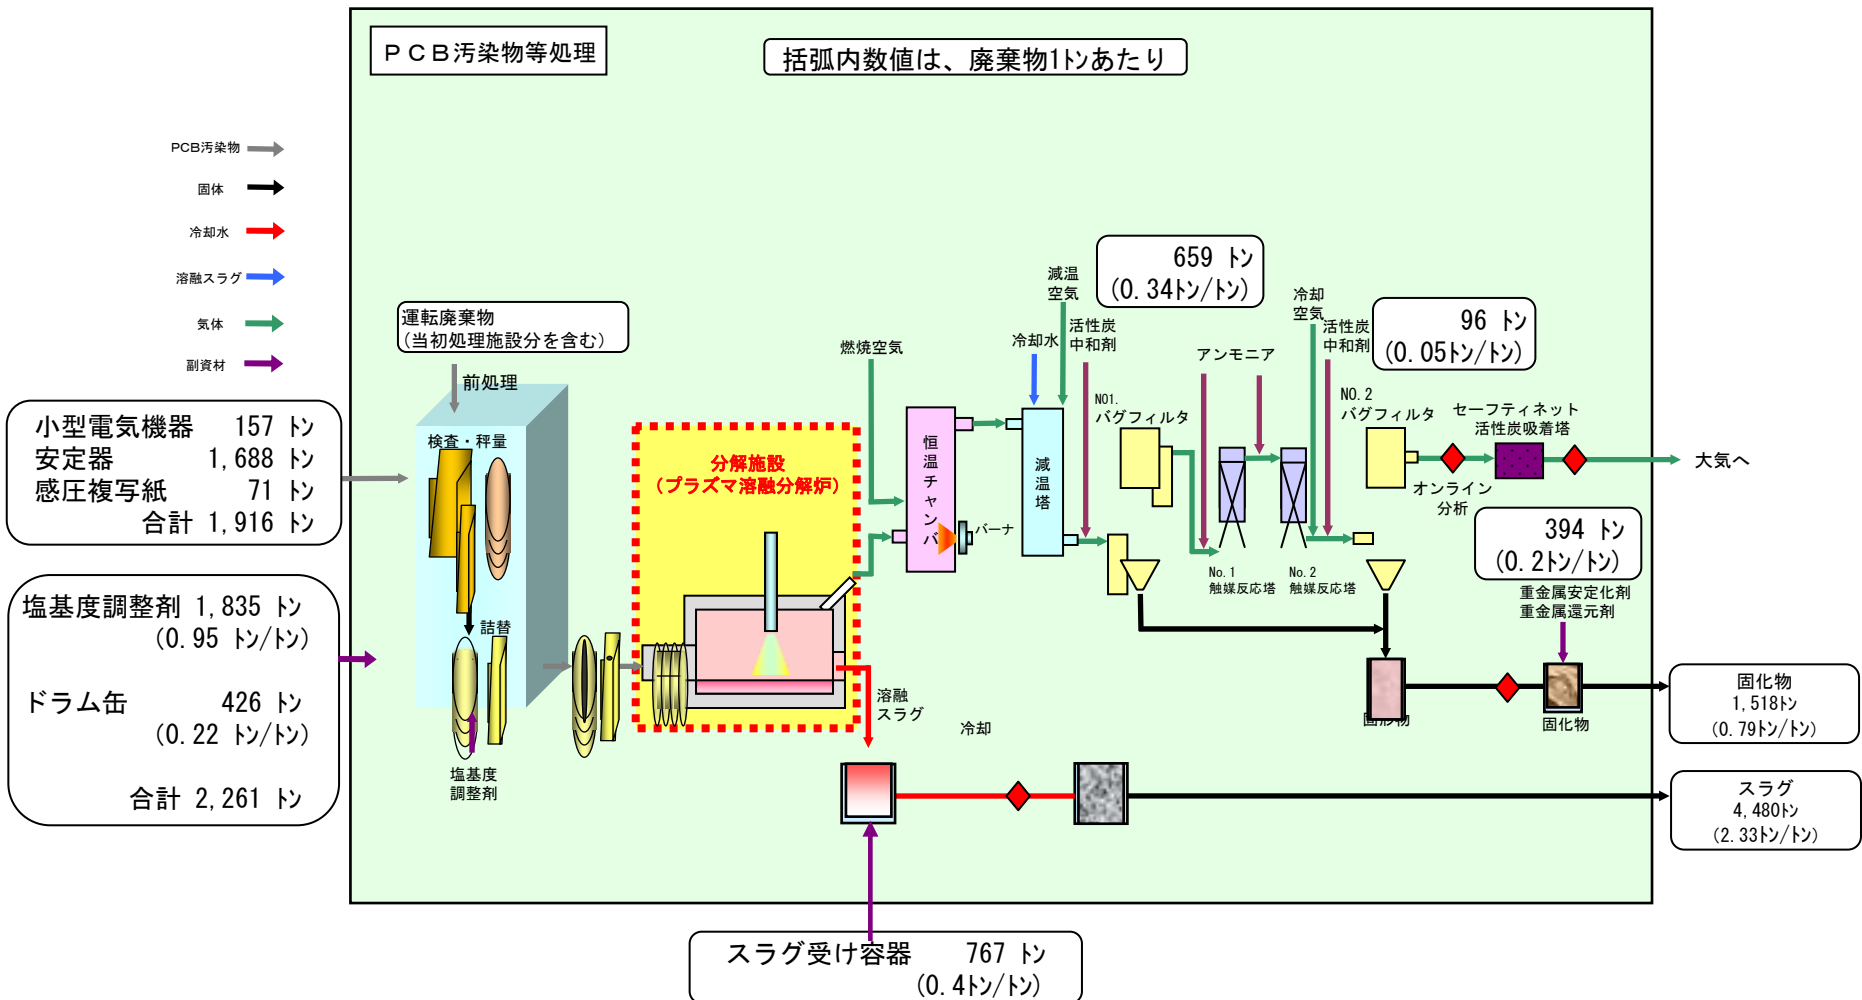 ＰＣＢ汚染物等処理
括弧内数値は、廃棄物1ﾄﾝあたり
PCB汚染物
固体
冷却水
溶融スラグ
気体
副資材
運転廃棄物
(当初処理施設分を含む)
前処理
検査・秤量
詰替
塩基度
調整剤
小型電気機器 157 ﾄﾝ
安定器 1,688ﾄﾝ
感圧複写紙 71 ﾄﾝ
合計 1,916 ﾄﾝ
塩基度調整剤 1,835 ﾄﾝ
(0.95 ﾄﾝ/ﾄﾝ)
ドラム缶 426 ﾄﾝ
(0.22 ﾄﾝ/ﾄﾝ)
合計 2,261 ﾄﾝ
分解施設
(プラズマ溶融分解炉)
溶融
スラグ
冷却
燃焼空気
恒温チャンバ
バーナ
冷却水
減温
空気
減温塔
活性炭
中和剤
659 ﾄﾝ
(0.34ﾄﾝ/ﾄﾝ)
NO1.
バグフィルタ
アンモニア
No.1
触媒反応塔
No.2
触媒反応塔
冷却
空気
活性炭
中和剤
96 ﾄﾝ
(0.05ﾄﾝ/ﾄﾝ)
NO.2
バグフィルタ
オンライン
分析
セーフティネット
活性炭吸着塔
大気へ
394 ﾄﾝ
(0.2ﾄﾝ/ﾄﾝ)
重金属安定化剤
重金属還元剤
固形物
固化物
固化物
1,518ﾄﾝ
(0.79ﾄﾝ/ﾄﾝ)
スラグ
4,480ﾄﾝ
(2.33ﾄﾝ/ﾄﾝ)
スラグ受け容器 767 ﾄﾝ
(0.4ﾄﾝ/ﾄﾝ)